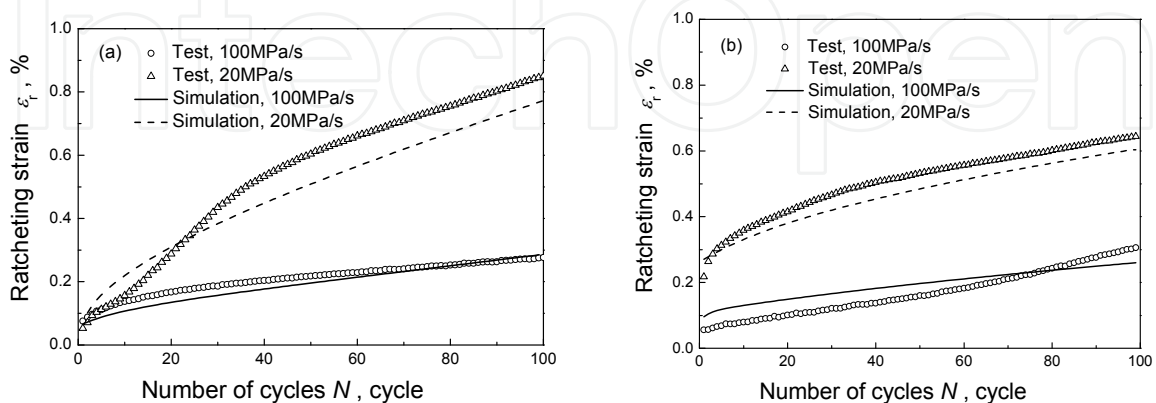 IntechOpen
(a)
Test, 100MPa/s
Test, 20MPa/s
Simulation, 100MPa/s
Simulation, 20MPa/s
Ratcheting strain εr , %
1.0
0.8
0.6
0.4
0.2
0.0
0 20 40 60 80 100
Number of cycles N , cycle
(b)
Test, 100MPa/s
Test, 20MPa/s
Simulation, 100MPa/s
Simulation, 20MPa/s
Ratcheting strain εr , %
1.0
0.8
0.6
0.4
0.2
0.0
0 20 40 60 80 100
Number of cycles N , cycle